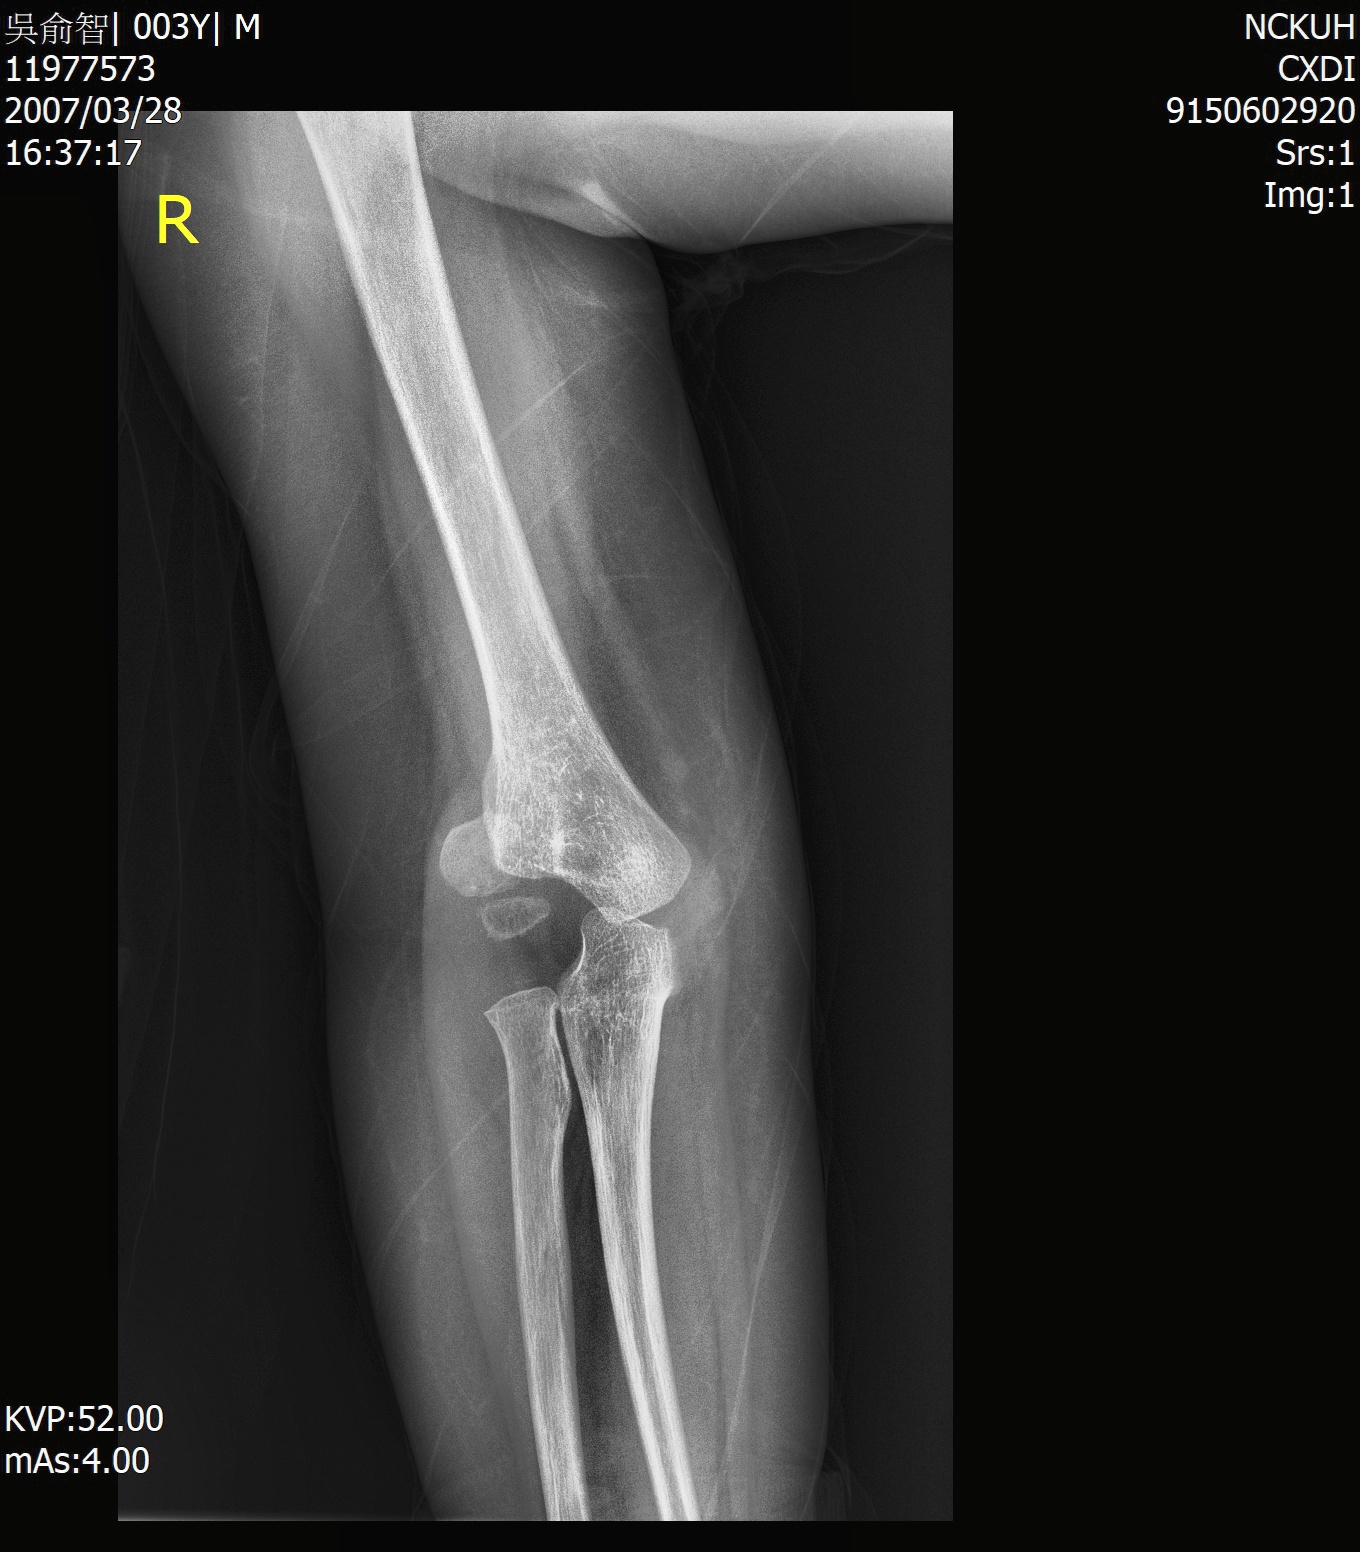 吳俞智| 003Y| M
11977573
2007/03/28
16:37:17
R
NCKUH
CXDI
9150602920
Srs:1
Img:1
KVP:52.00
mAs:4.00